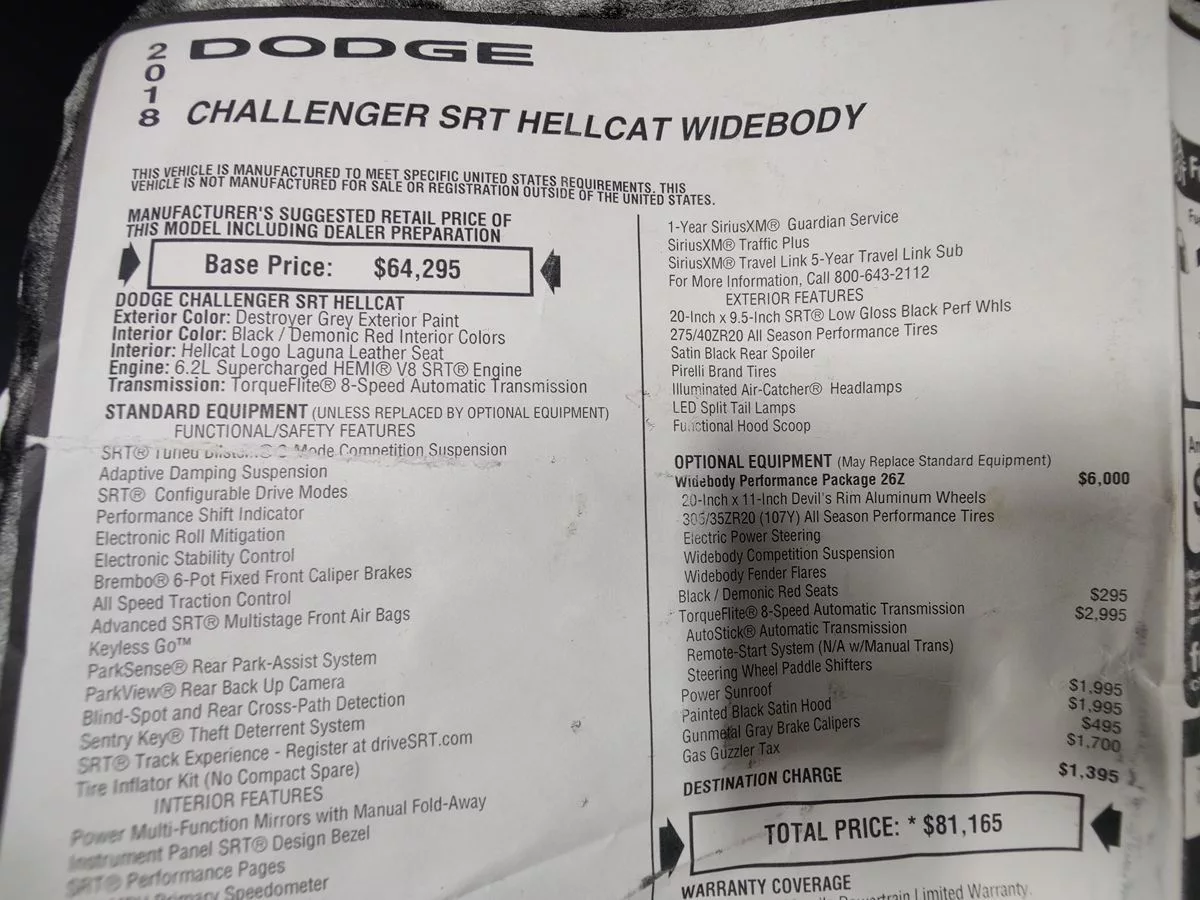 2018
DODGE
CHALLENGER SRT HELLCAT WIDEBODY
THIS VEHICLE IS MANUFACTURED TO MEET SPECIFIC UNITED STATES REQUIREMENTS. THIS
VEHICLE IS NOT MANUFACTURED FOR SALE OR REGISTRATION OUTSIDE OF THE UNITED STATES.
MANUFACTURER'S SUGGESTED RETAIL PRICE OF
THIS MODEL INCLUDING DEALER PREPARATION
Base Price: $64,295
DODGE CHALLENGER SRT HELLCAT
Exterior Color: Destroyer Grey Exterior Paint
Interior Color: Black / Demonic Red Interior Colors
Interior: Hellcat Logo Laguna Leather Seat
Engine: 6.2L Supercharged HEMI® V8 SRT® Engine
Transmission: TorqueFlite® 8-Speed Automatic Transmission
STANDARD EQUIPMENT (UNLESS REPLACED BY OPTIONAL EQUIPMENT)
FUNCTIONAL/SAFETY FEATURES
SRT® Tuned Mode Competition Suspension
Adaptive Damping Suspension
SRT® Configurable Drive Modes
Performance Shift Indicator
Electronic Roll Mitigation
Electronic Stability Control
Brembo® 6-Pot Fixed Front Caliper Brakes
All Speed Traction Control
Advanced SRT® Multistage Front Air Bags
Keyless Go™
ParkSense® Rear Park-Assist System
ParkView® Rear Back Up Camera
Blind-Spot and Rear Cross-Path Detection
Sentry Key® Theft Deterrent System
SRT® Track Experience - Register at driveSRT.com
Tire Inflator Kit (No Compact Spare)
INTERIOR FEATURES
Power Multi-Function Mirrors with Manual Fold-Away
Instrument Panel SRT® Design Bezel
SRT® Performance Pages
Primary Speedometer
1-Year SiriusXM® Guardian Service
SiriusXM® Traffic Plus
SiriusXM® Travel Link 5-Year Travel Link Sub
For More Information, Call 800-643-2112
EXTERIOR FEATURES
20-Inch x 9.5-Inch SRT® Low Gloss Black Perf Whls
275/40ZR20 All Season Performance Tires
Satin Black Rear Spoiler
Pirelli Brand Tires
Illuminated Air-Catcher® Headlamps
LED Split Tail Lamps
Functional Hood Scoop
OPTIONAL EQUIPMENT (May Replace Standard Equipment)
Widebody Performance Package 26Z $6,000
20-Inch x 11-Inch Devil's Rim Aluminum Wheels
305/35ZR20 (107Y) All Season Performance Tires
Electric Power Steering
Widebody Competition Suspension
Widebody Fender Flares
Black / Demonic Red Seats $295
TorqueFlite® 8-Speed Automatic Transmission $2,995
AutoStick® Automatic Transmission
Remote-Start System (N/A w/Manual Trans)
Steering Wheel Paddle Shifters
Power Sunroof $1,995
Painted Black Satin Hood $1,995
Gunmetal Gray Brake Calipers $495
Gas Guzzler Tax $1,700
DESTINATION CHARGE $1,395
TOTAL PRICE: * $81,165
WARRANTY COVERAGE
Powertrain Limited Warranty.